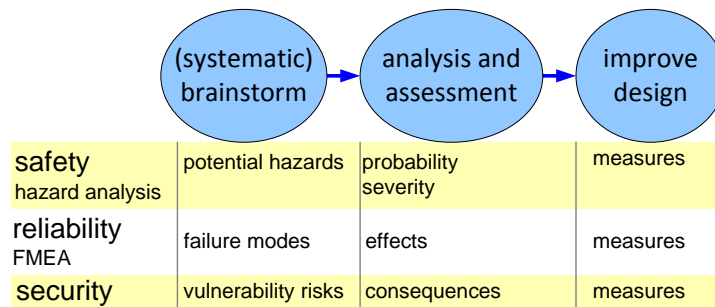 (systematic)
brainstorm
analysis and
assessment
improve
design
safety
hazard analysis
potential hazards
probability
severity
measures
reliability
FMEA
failure modes
effects
measures
security
vulnerability risks
consequences
measures